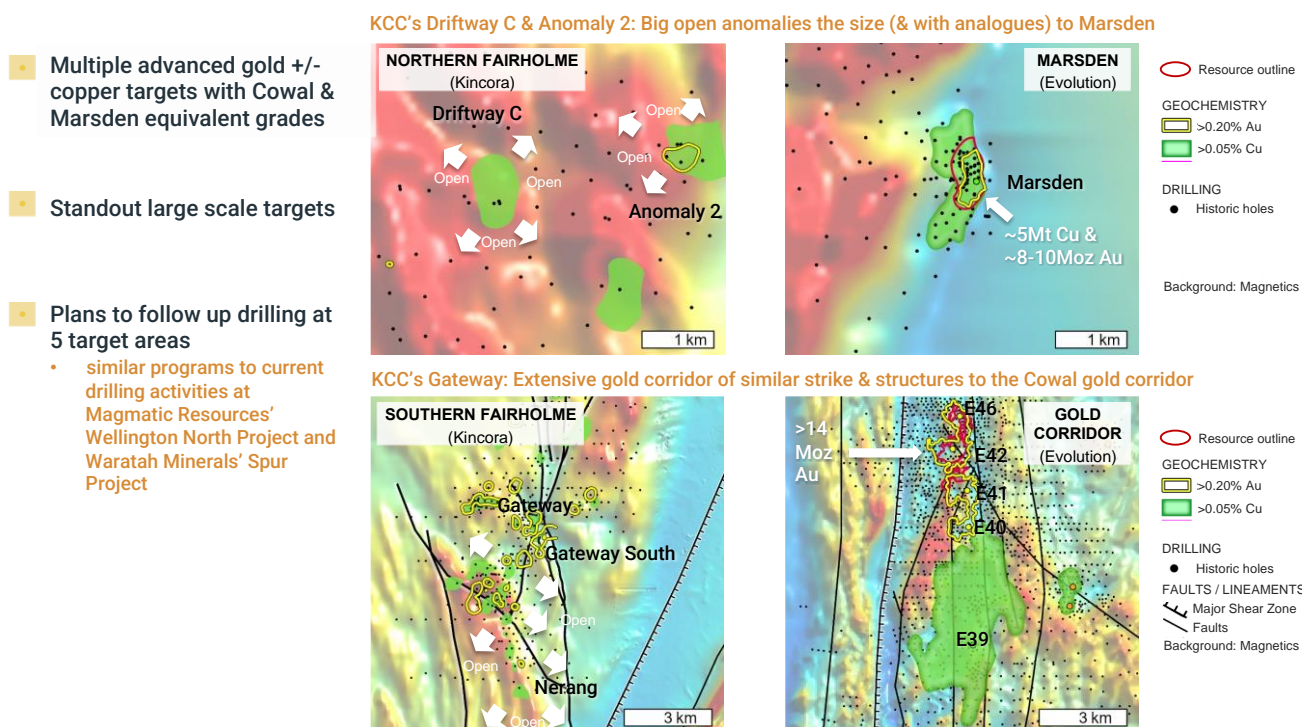 KCC's Driftway C & Anomaly 2: Big open anomalies the size (& with analogues) to Marsden
Multiple advanced gold +/-
copper targets with Cowal &
Marsden equivalent grades
Standout large scale targets
Plans to follow up drilling at
5 target areas
• similar programs to current
drilling activities at
Magmatic Resources'
Wellington North Project and
Waratah Minerals' Spur
Project
NORTHERN FAIRHOLME
(Kincora)
Driftway C
Open
Open
Open
Open
Open
Anomaly 2
1 km
MARSDEN
(Evolution)
Marsden
~5Mt Cu &
~8-10Moz Au
1 km
Resource outline
GEOCHEMISTRY
>0.20% Au
>0.05% Cu
DRILLING
Historic holes
Background: Magnetics
KCC's Gateway: Extensive gold corridor of similar strike & structures to the Cowal gold corridor
SOUTHERN FAIRHOLME
(Kincora)
Gateway
Gateway South
Open
Open
Nerang
Open
3 km
GOLD
CORRIDOR
(Evolution)
>14
Moz
Au
E46
E42
E41
E40
E39
3 km
Resource outline
GEOCHEMISTRY
>0.20% Au
>0.05% Cu
DRILLING
Historic holes
FAULTS / LINEAMENTS
Major Shear Zone
Faults
Background: Magnetics